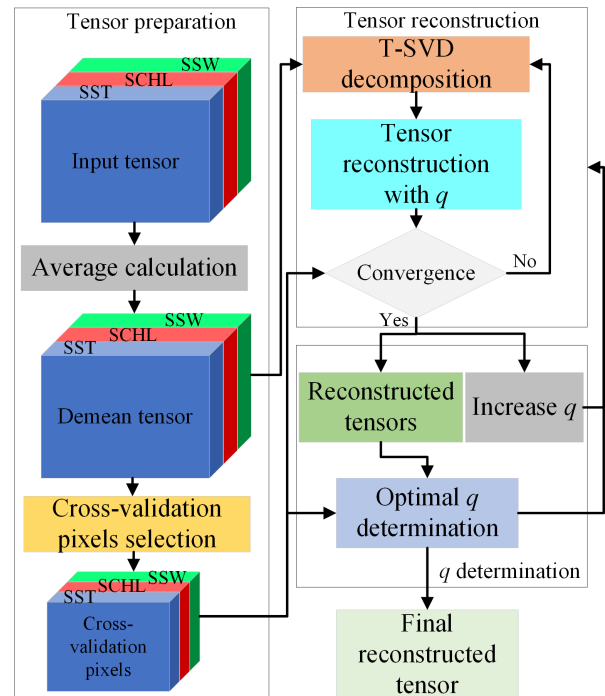 Tensor preparation
SSW
SCHL
SST
Input tensor
Average calculation
SSW
SCHL
SST
Demean tensor
Cross-validation
pixels selection
SSW
SCHL
SST
Cross-
validation
pixels
Tensor reconstruction
T-SVD
decomposition
Tensor
reconstruction
with q
Convergence
No
Yes
Reconstructed
tensors
Increase q
Optimal q
determination
q determination
Final
reconstructed
tensor